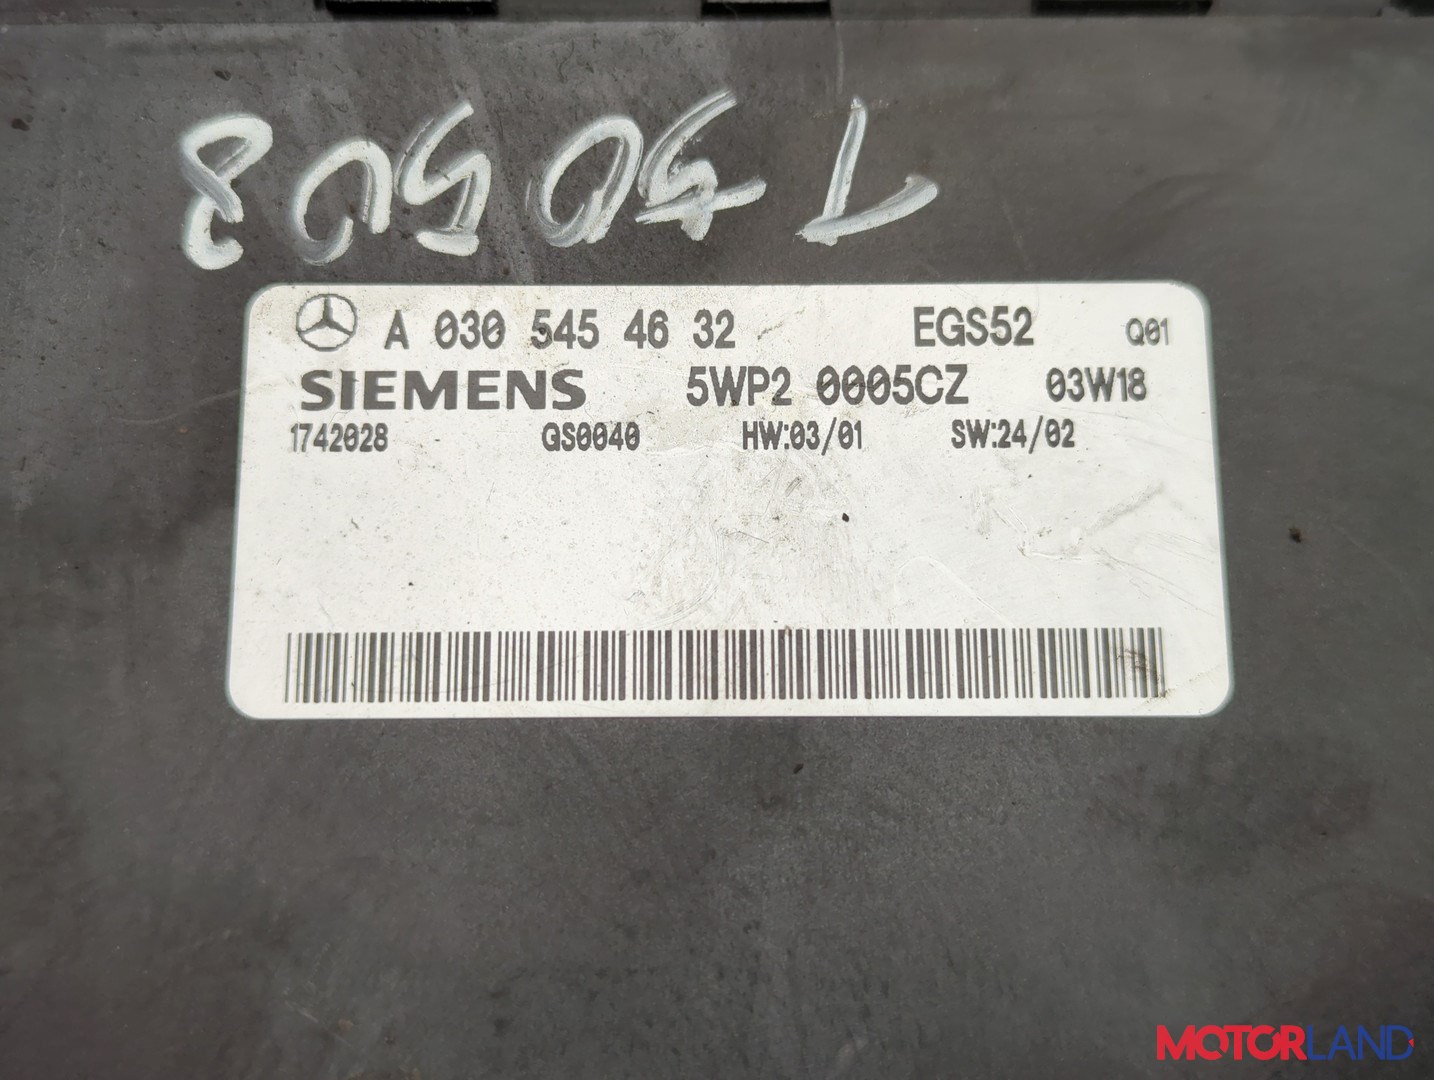 A 030 545 46 32 EGS52 Q01
SIEMENS 5WP2 0005CZ 03W18
1742028 QS0040 HW:03/01 SW:24/02
MOTORLAND